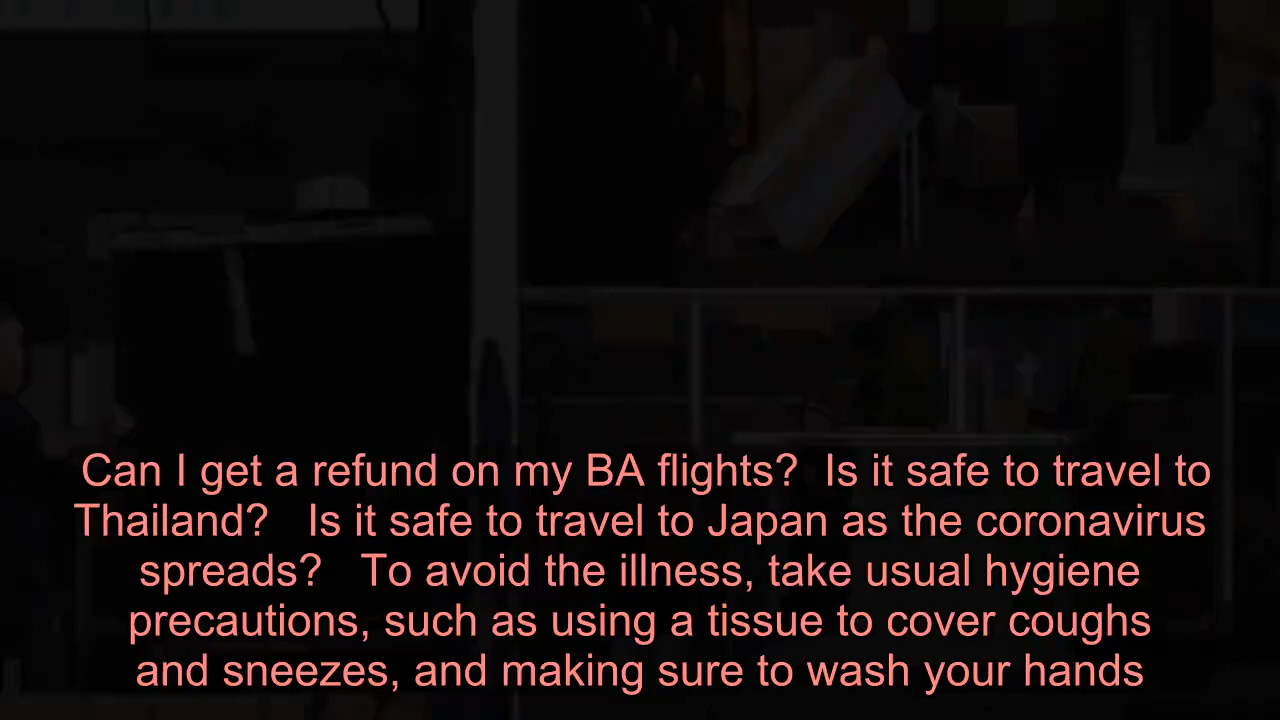 Can I get a refund on my BA flights?  Is it safe to travel to
Thailand?   Is it safe to travel to Japan as the coronavirus
spreads?   To avoid the illness, take usual hygiene
precautions, such as using a tissue to cover coughs
and sneezes, and making sure to wash your hands